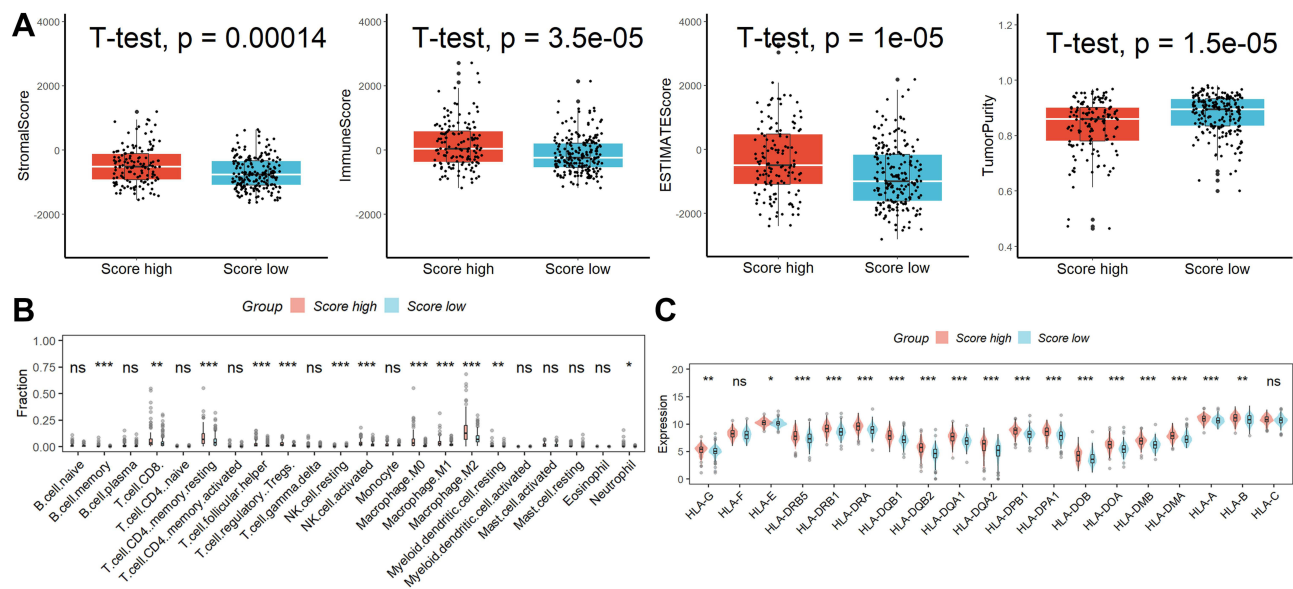 A
T-test, p = 0.00014
StromalScore
4000
2000
0
-2000
Score high
Score low
T-test, p = 3.5e-05
ImmuneScore
4000
2000
0
-2000
Score high
Score low
T-test, p = 1e-05
ESTIMATEScore
4000
2000
0
-2000
Score high
Score low
T-test, p = 1.5e-05
TumorPurity
1.2
1.0
0.8
0.6
0.4
Score high
Score low
B
Group Score high Score low
Fraction
1.00
0.75
0.50
0.25
0.00
ns *** ns ** ns *** ns *** *** ns *** *** ns *** *** *** ** ns ns ns ns *
B.cell.naive
B.cell.memory
B.cell.plasma
T.cell.CD8.
T.cell.CD4..naive
T.cell.CD4..memory.resting
T.cell.CD4..memory.activated
T.cell.follicular.helper
T.cell.regulatory..Tregs.
T.cell.gamma.delta
NK.cell.resting
NK.cell.activated
Monocyte
Macrophage.M0
Macrophage.M1
Macrophage.M2
Myeloid.dendritic.cell.resting
Myeloid.dendritic.cell.activated
Mast.cell.activated
Mast.cell.resting
Eosinophil
Neutrophil
C
Group Score high Score low
Expression
20
15
10
5
0
** ns * *** *** *** *** *** *** *** *** *** *** *** *** *** *** ** ns
HLA-G
HLA-F
HLA-E
HLA-DRB5
HLA-DRB1
HLA-DRA
HLA-DQB1
HLA-DQB2
HLA-DQA1
HLA-DQA2
HLA-DPB1
HLA-DPA1
HLA-DOB
HLA-DOA
HLA-DMB
HLA-DMA
HLA-A
HLA-B
HLA-C